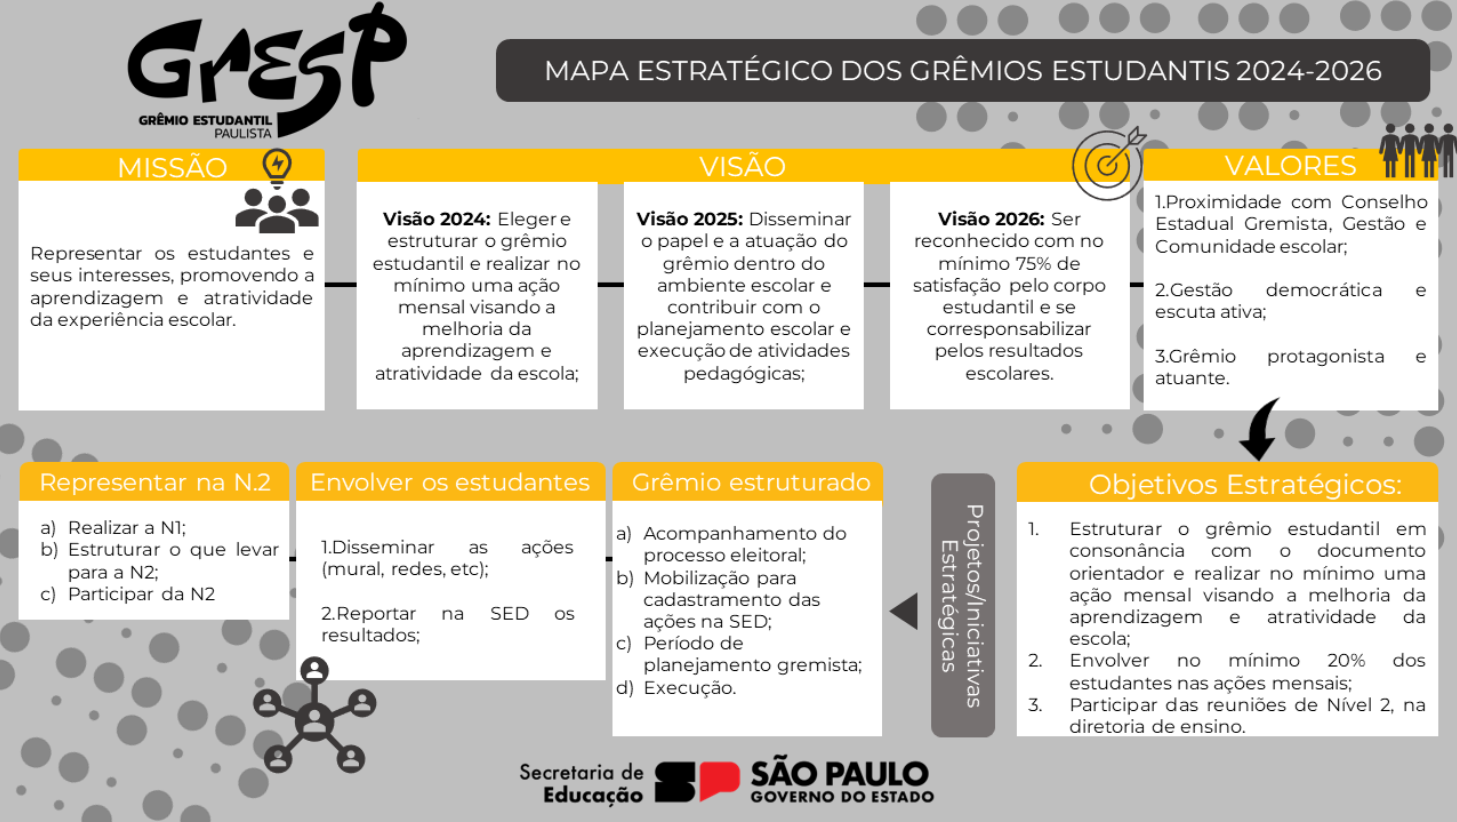 GrESP
GRÊMIO ESTUDANTIL
PAULISTA
MAPA ESTRATÉGICO DOS GRÊMIOS ESTUDANTIS 2024-2026
MISSÃO
Representar os estudantes e
seus interesses, promovendo a
aprendizagem e atratividade
da experiência escolar.
VISÃO
Visão 2024: Eleger e
estruturar o grêmio
estudantil e realizar no
mínimo uma ação
mensal visando a
melhoria da
aprendizagem e
atratividade da escola;
Visão 2025: Disseminar
o papel e a atuação do
grêmio dentro do
ambiente escolar e
contribuir com o
planejamento escolar e
execução de atividades
pedagógicas;
Visão 2026: Ser
reconhecido com no
mínimo 75% de
satisfação pelo corpo
estudantil e se
corresponsabilizar
pelos resultados
escolares.
VALORES
1.Proximidade com Conselho
Estadual Gremista, Gestão e
Comunidade escolar;
2.Gestão democrática e
escuta ativa;
3.Grêmio protagonista e
atuante.
Objetivos Estratégicos:
1. Estruturar o grêmio estudantil em
consonância com o documento
orientador e realizar no mínimo uma
ação mensal visando a melhoria da
aprendizagem e atratividade da
escola;
2. Envolver no mínimo 20% dos
estudantes nas ações mensais;
3. Participar das reuniões de Nível 2, na
diretoria de ensino.
Projetos/Iniciativas
Estratégicas
Grêmio estruturado
a) Acompanhamento do
processo eleitoral;
b) Mobilização para
cadastramento das
ações na SED;
c) Período de
planejamento gremista;
d) Execução.
Envolver os estudantes
1.Disseminar as ações
(mural, redes, etc);
2.Reportar na SED os
resultados;
Representar na N.2
a) Realizar a N1;
b) Estruturar o que levar
para a N2;
c) Participar da N2
Secretaria de
Educação
SP
SÃO PAULO
GOVERNO DO ESTADO